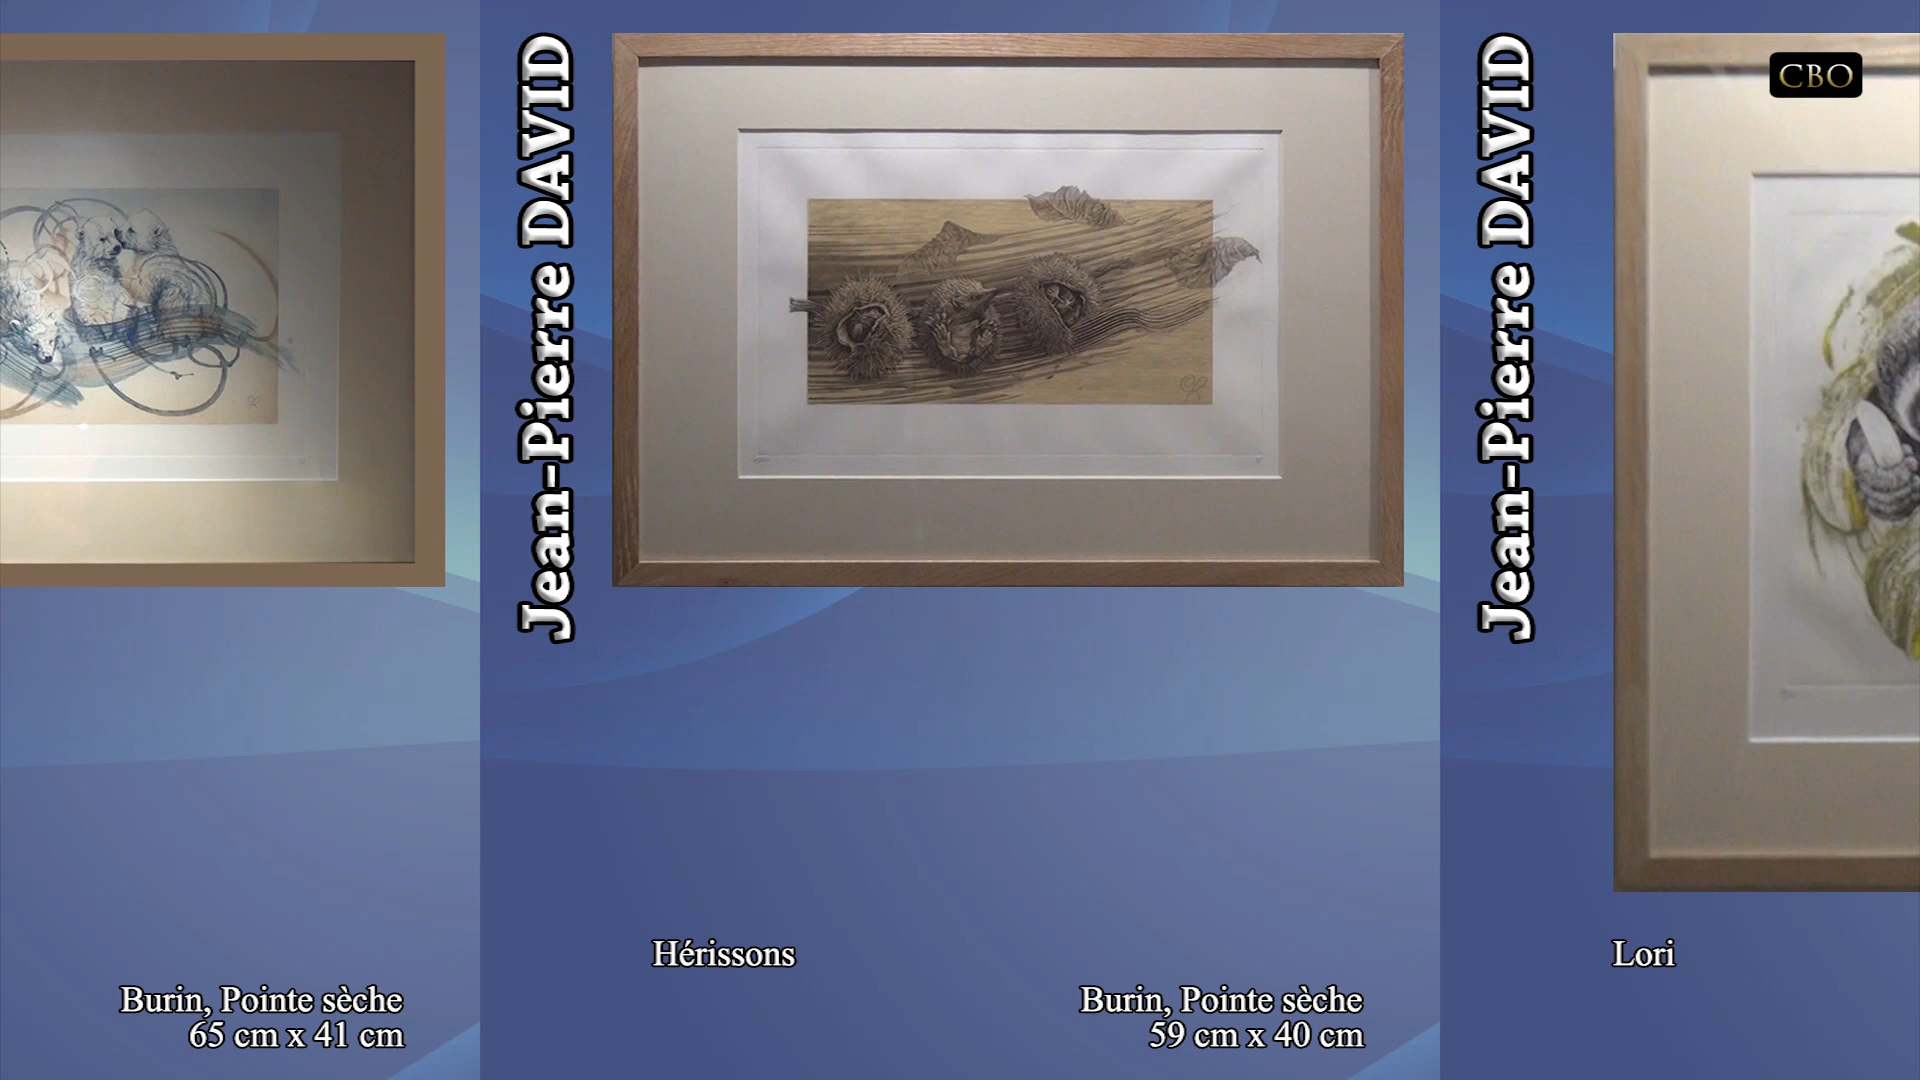 Burin, Pointe sèche
65 cm x 41 cm
Jean-Pierre DAVID
Hérissons
Burin, Pointe sèche
59 cm x 40 cm
Jean-Pierre DAVID
CBO
Lori